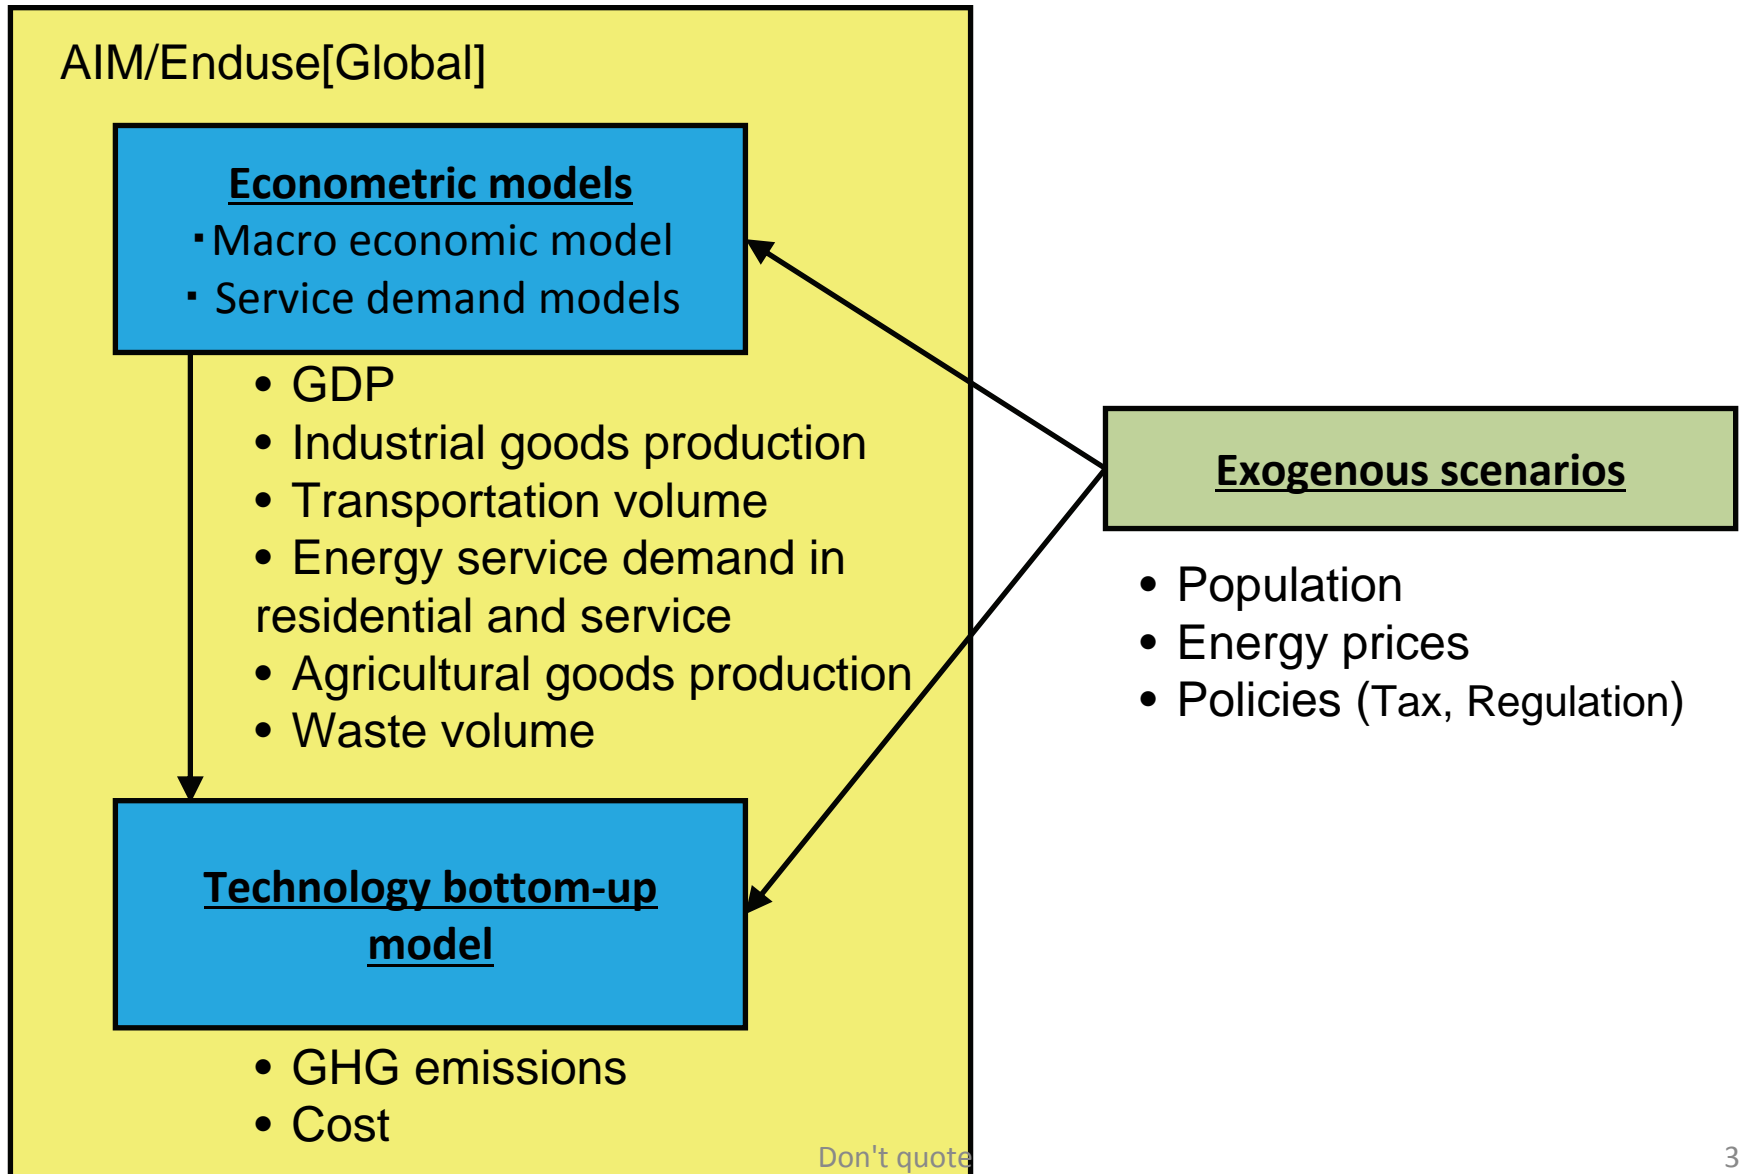 AIM/Enduse[Global]
Econometric models
・Macro economic model
・ Service demand models
• GDP
• Industrial goods production
• Transportation volume
• Energy service demand in
residential and service
• Agricultural goods production
• Waste volume
Technology bottom-up
model
• GHG emissions
• Cost
Exogenous scenarios
• Population
• Energy prices
• Policies (Tax, Regulation)
Don't quote
3